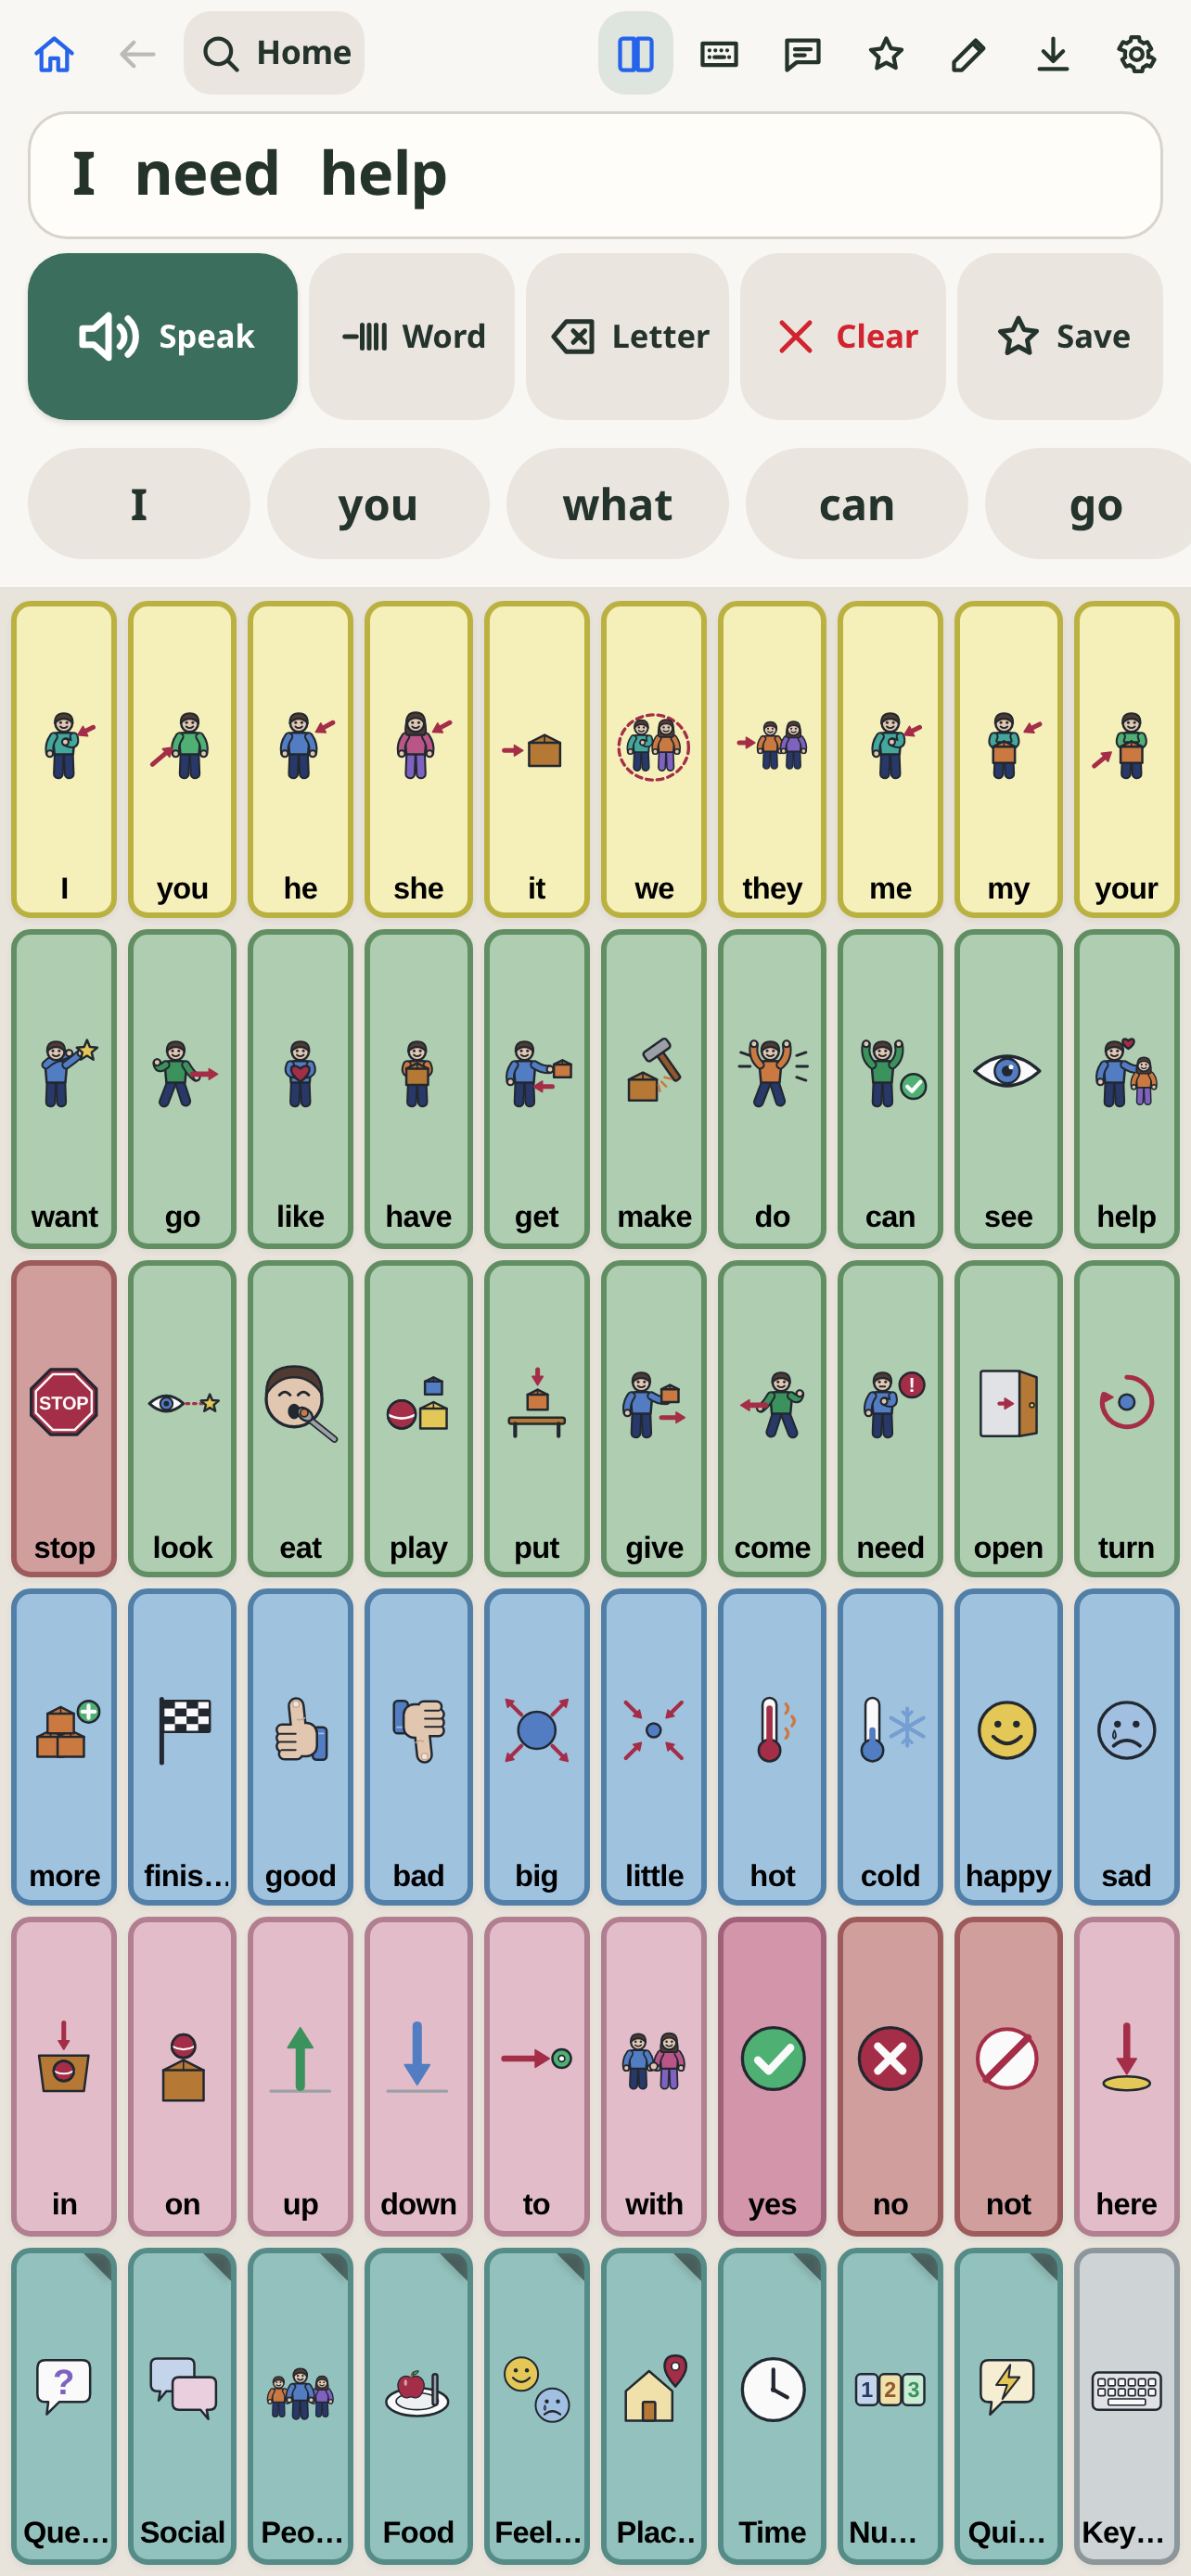 Home
I need help
Speak Word Letter Clear Save
I you what can go
I you he she it we they me my your
want go like have get make do can see help
STOP
!
stop look eat play put give come need open turn
more finis... good bad big little hot cold happy sad
in on up down to with yes no not here
? 1 2 3
Que... Social Peo... Food Feel... Plac... Time Nu... Qui... Key...